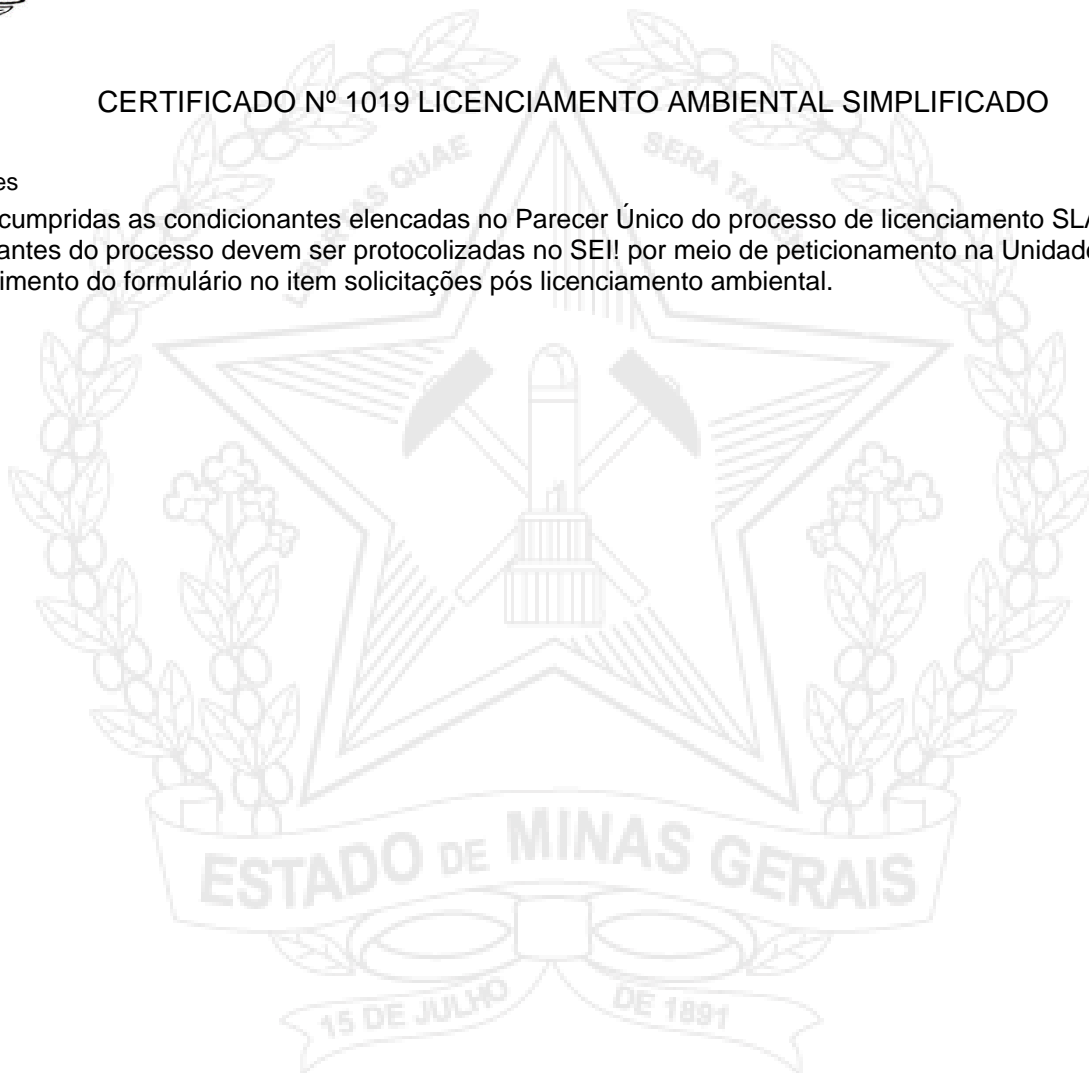 CERTIFICADO Nº 1019 LICENCIAMENTO AMBIENTAL SIMPLIFICADO
es
cumpridas as condicionantes elencadas no Parecer Único do processo de licenciamento SLA
antes do processo devem ser protocolizadas no SEI! por meio de peticionamento na Unidade
imento do formulário no item solicitações pós licenciamento ambiental.
QUAE SERA TAMEN
ESTADO DE MINAS GERAIS
15 DE JULHO DE 1891